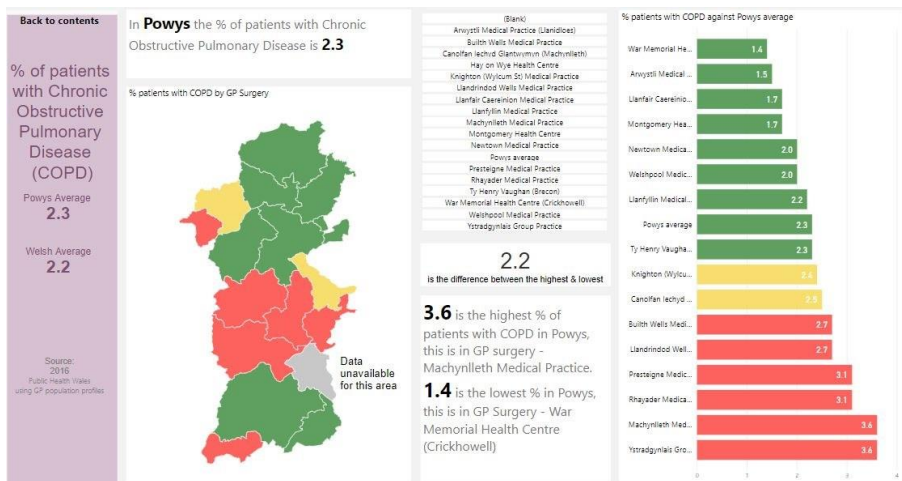 Back to contents
% of patients
with Chronic
Obstructive
Pulmonary
Disease
(COPD)
Powys Average
2.3
Welsh Average
2.2
Source:
2016
Public Health Wales
using GP population profiles
In Powys the % of patients with Chronic
Obstructive Pulmonary Disease is 2.3
% patients with COPD by GP Surgery
Data
unavailable
for this area
(Blank)
Arwystli Medical Practice (Llanidloes)
Builth Wells Medical Practice
Canolfan Iechyd Glantwymyn (Machynlleth)
Hay on Wye Health Centre
Knighton (Wylcum St) Medical Practice
Llandrindod Wells Medical Practice
Llanfair Caereinion Medical Practice
Llanfyllin Medical Practice
Machynlleth Medical Practice
Montgomery Health Centre
Newtown Medical Practice
Powys average
Presteigne Medical Practice
Rhayader Medical Practice
Ty Henry Vaughan (Brecon)
War Memorial Health Centre (Crickhowell)
Welshpool Medical Practice
Ystradgynlais Group Practice
2.2
is the difference between the highest & lowest
3.6 is the highest % of
patients with COPD in Powys,
this is in GP surgery -
Machynlleth Medical Practice.
1.4 is the lowest % in Powys,
this is in GP Surgery - War
Memorial Health Centre
(Crickhowell)
% patients with COPD against Powys average
War Memorial He... 1.4
Arwystli Medical ... 1.5
Llanfair Caereinio... 1.7
Montgomery Hea... 1.7
Newtown Medica... 2.0
Welshpool Medic... 2.0
Llanfyllin Medical... 2.2
Powys average 2.3
Ty Henry Vaugha... 2.3
Knighton (Wylcu... 2.4
Canolfan Iechyd ... 2.5
Builth Wells Medi... 2.7
Llandrindod Well... 2.7
Presteigne Medic... 3.1
Rhayader Medica... 3.1
Machynlleth Med... 3.6
Ystradgynlais Gro... 3.6
0 1 2 3 4